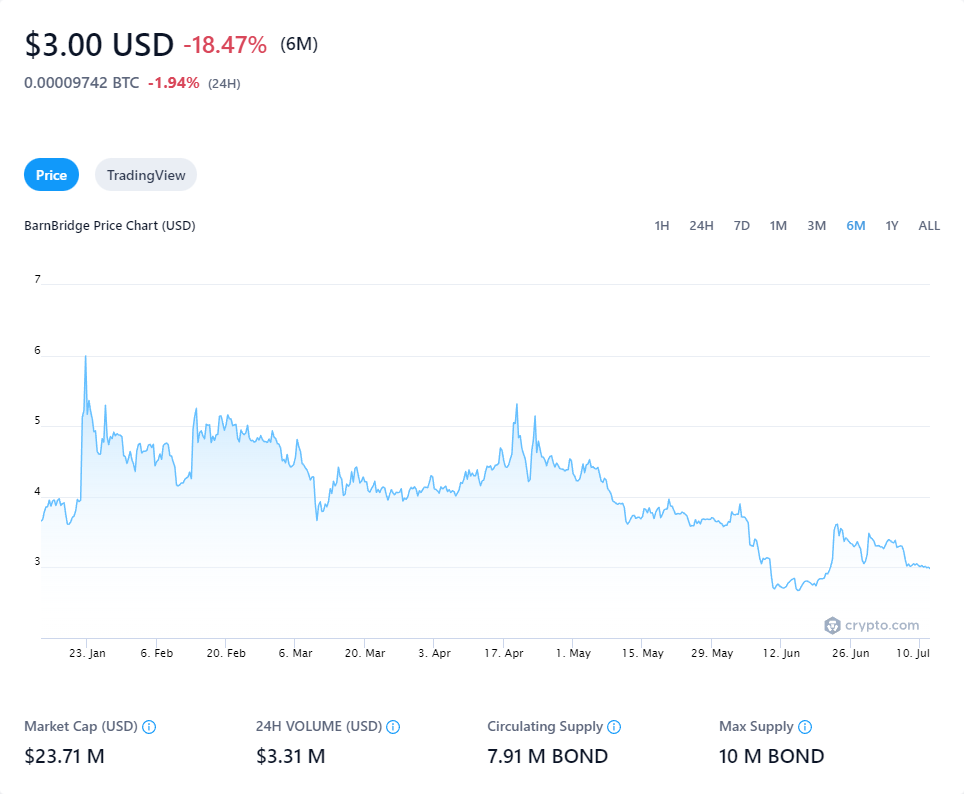 $3.00 USD -18.47% (6M)
0.00009742 BTC -1.94% (24H)
Price TradingView
BarnBridge Price Chart (USD) 1H 24H 7D 1M 3M 6M 1Y ALL
7
6
5
4
3
crypto.com
23. Jan 6. Feb 20. Feb 6. Mar 20. Mar 3. Apr 17. Apr 1. May 15. May 29. May 12. Jun 26. Jun 10. Jul
Market Cap (USD) 24H VOLUME (USD) Circulating Supply Max Supply
$23.71 M $3.31 M 7.91 M BOND 10 M BOND